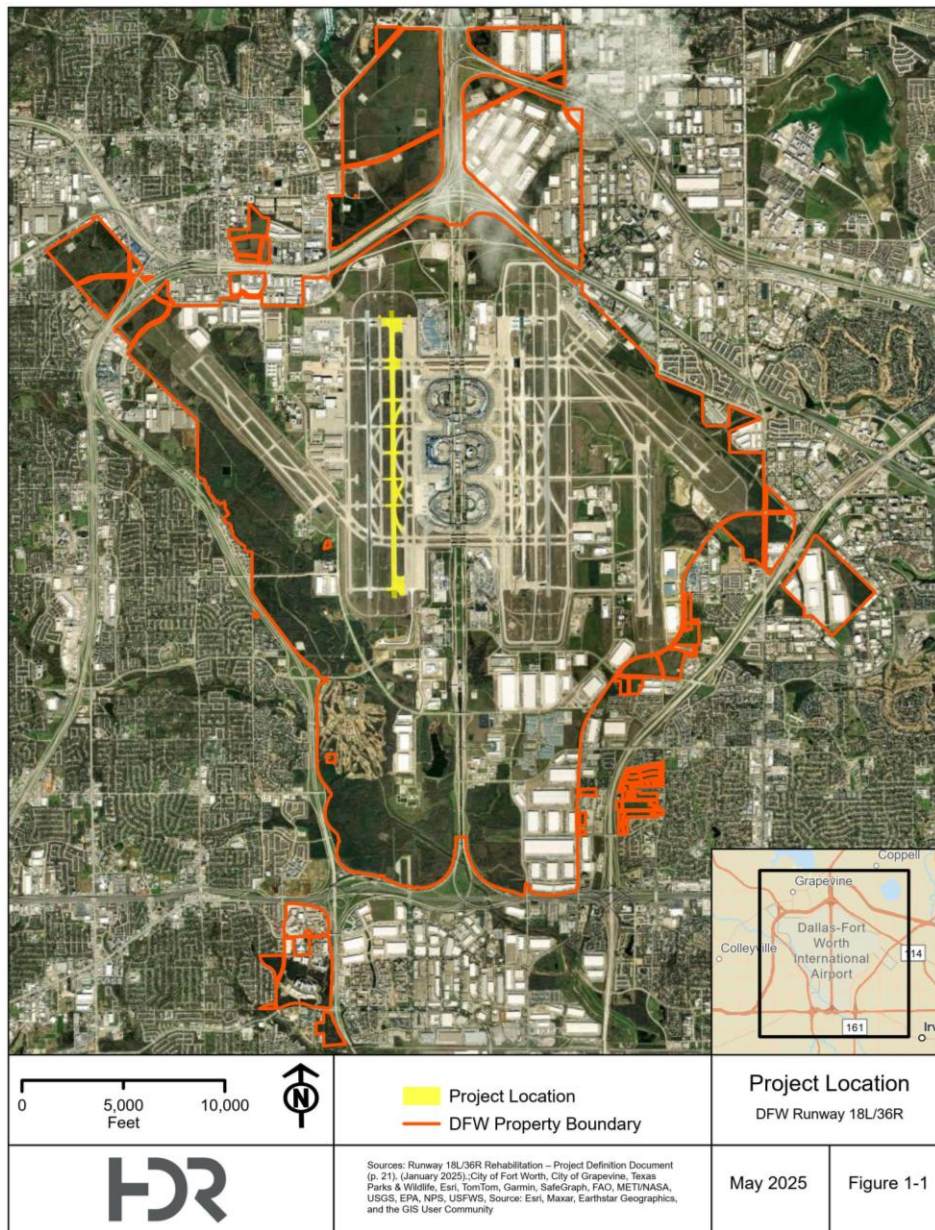 Coppell
Grapevine
Dallas-Fort
Worth
International
Airport
Colleyville
114
161
Irv
0 5,000 10,000
Feet
N
Project Location
DFW Property Boundary
Project Location
DFW Runway 18L/36R
HDR
Sources: Runway 18L/36R Rehabilitation – Project Definition Document
(p. 21). (January 2025).;City of Fort Worth, City of Grapevine, Texas
Parks & Wildlife, Esri, TomTom, Garmin, SafeGraph, FAO, METI/NASA,
USGS, EPA, NPS, USFWS, Source: Esri, Maxar, Earthstar Geographics,
and the GIS User Community
May 2025
Figure 1-1